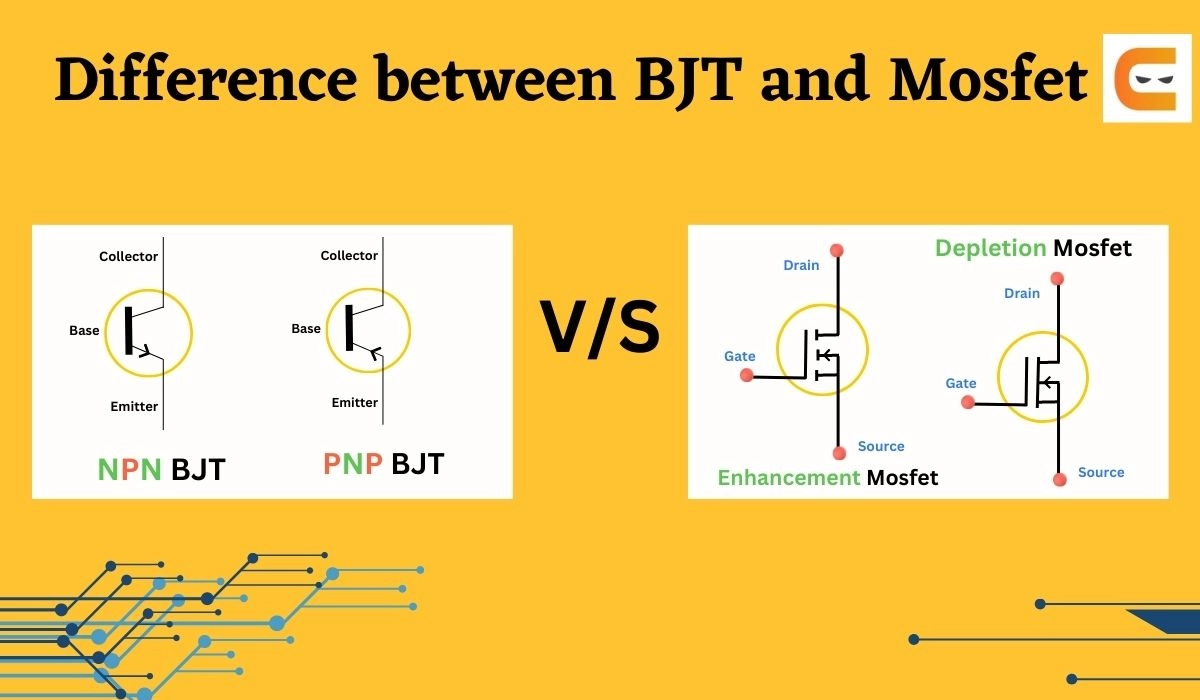 Difference between BJT and Mosfet
Collector
Base
Emitter
NPN BJT
Collector
Base
Emitter
PNP BJT
V/S
Drain
Gate
Source
Enhancement Mosfet
Depletion Mosfet
Drain
Gate
Source